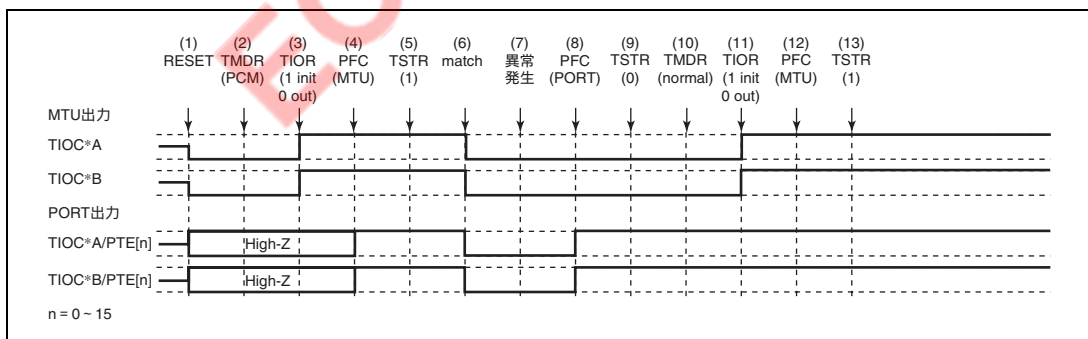 EO
(1) (2) (3) (4) (5) (6) (7) (8) (9) (10) (11) (12) (13)
RESET TMDR TIOR PFC TSTR match 異常 PFC TSTR TMDR TIOR PFC TSTR
(PCM) (1 init (MTU) (1) 発生 (PORT) (0) (normal) (1 init (MTU) (1)
0 out) 0 out)
MTU出力
TIOC*A
TIOC*B
PORT出力
TIOC*A/PTE[n] High-Z
TIOC*B/PTE[n] High-Z
n = 0 ~ 15